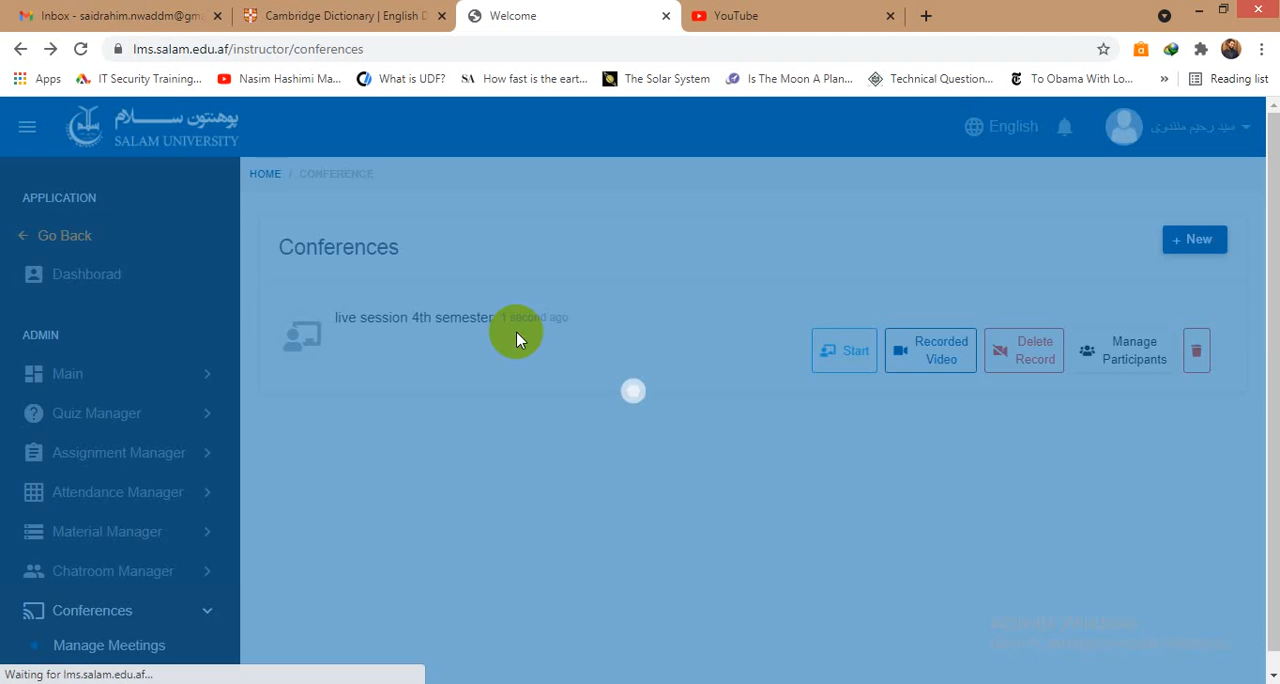 Inbox - saidrahim.nwaddm@gm
Cambridge Dictionary | English D
Welcome
YouTube
lms.salam.edu.af/instructor/conferences
Apps
IT Security Training...
Nasim Hashimi Ma...
What is UDF?
How fast is the eart...
The Solar System
Is The Moon A Plan...
Technical Question...
To Obama With Lo...
»
Reading list
پوهنتون ســـلام
SALAM UNIVERSITY
English
سید رحیم
HOME / CONFERENCE
APPLICATION
Go Back
Dashborad
ADMIN
Main
Quiz Manager
Assignment Manager
Attendance Manager
Material Manager
Chatroom Manager
Conferences
Manage Meetings
Conferences
+ New
live session 4th semester 1 second ago
Start
Recorded Video
Delete Record
Manage Participants
Waiting for lms.salam.edu.af...